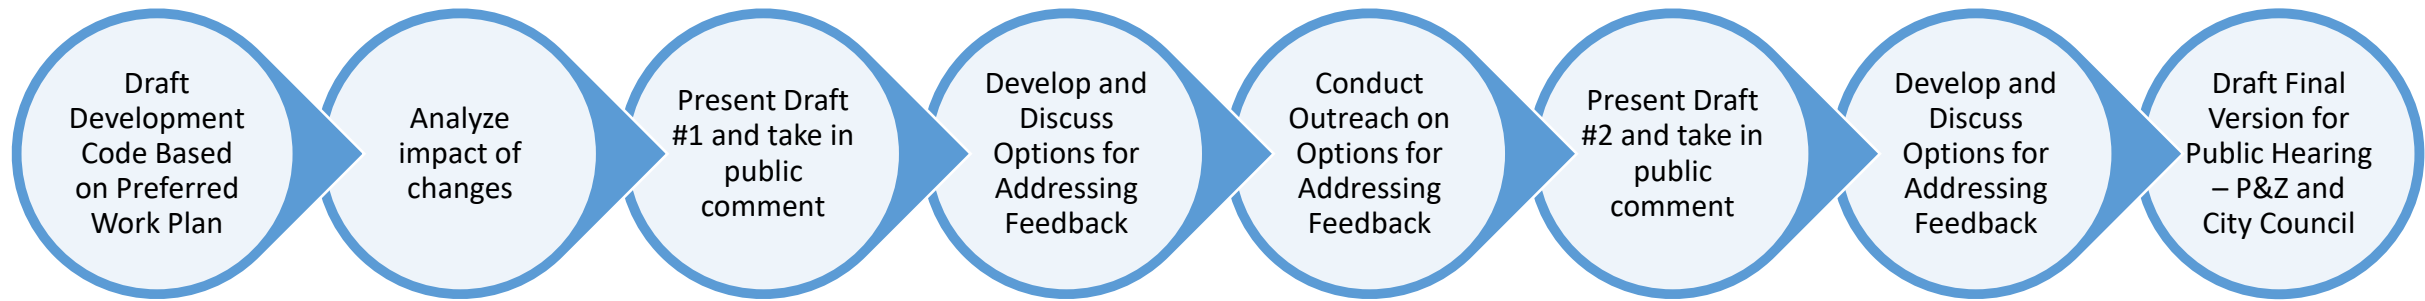 Draft
Development
Code Based
on Preferred
Work Plan
Analyze
impact of
changes
Present Draft
#1 and take in
public
comment
Develop and
Discuss
Options for
Addressing
Feedback
Conduct
Outreach on
Options for
Addressing
Feedback
Present Draft
#2 and take in
public
comment
Develop and
Discuss
Options for
Addressing
Feedback
Draft Final
Version for
Public Hearing
– P&Z and
City Council